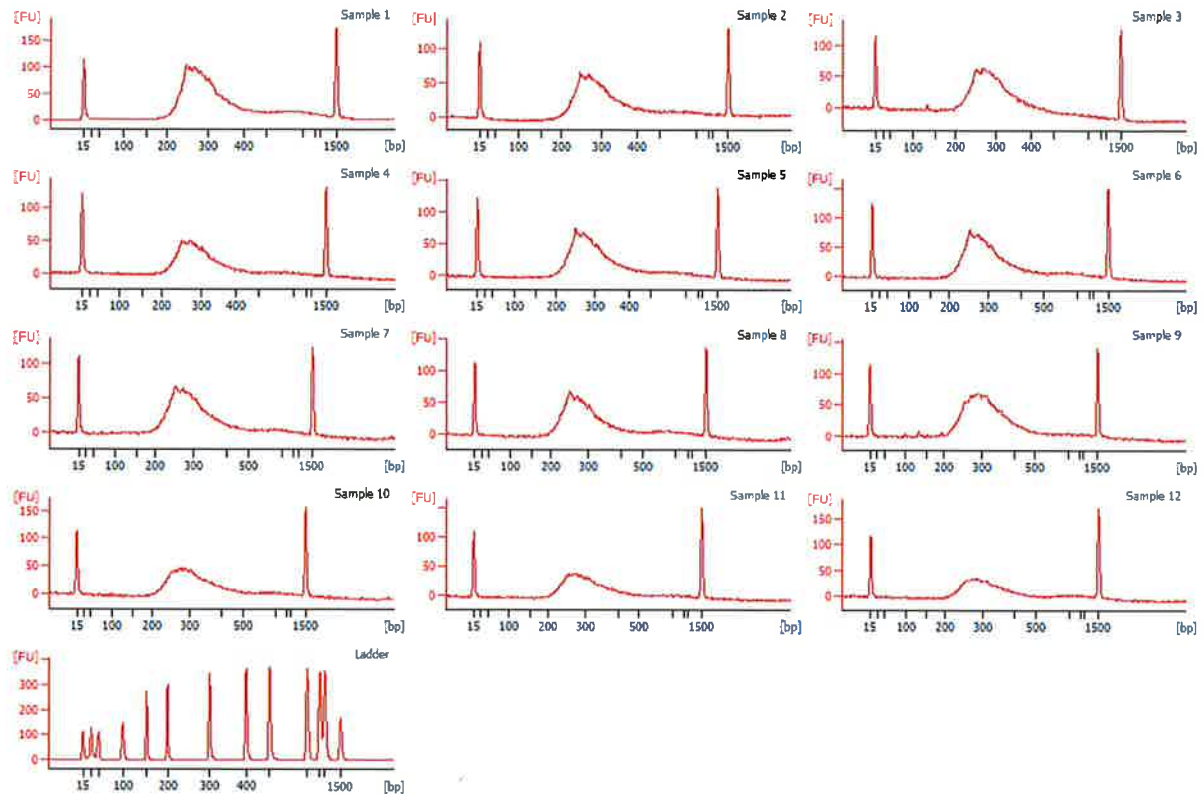 [FU] Sample 1
150
100
50
0
15 100 200 300 400 1500 [bp]
[FU] Sample 2
100
50
0
15 100 200 300 400 1500 [bp]
[FU] Sample 3
100
50
0
15 100 200 300 400 1500 [bp]
[FU] Sample 4
100
50
0
15 100 200 300 400 1500 [bp]
[FU] Sample 5
100
50
0
15 100 200 300 400 1500 [bp]
[FU] Sample 6
100
50
0
15 100 200 300 500 1500 [bp]
[FU] Sample 7
100
50
0
15 100 200 300 500 1500 [bp]
[FU] Sample 8
100
50
0
15 100 200 300 500 1500 [bp]
[FU] Sample 9
100
50
0
15 100 200 300 500 1500 [bp]
[FU] Sample 10
150
100
50
0
15 100 200 300 500 1500 [bp]
[FU] Sample 11
100
50
0
15 100 200 300 500 1500 [bp]
[FU] Sample 12
150
100
50
0
15 100 200 300 500 1500 [bp]
[FU] Ladder
300
200
100
0
15 100 200 300 400 1500 [bp]